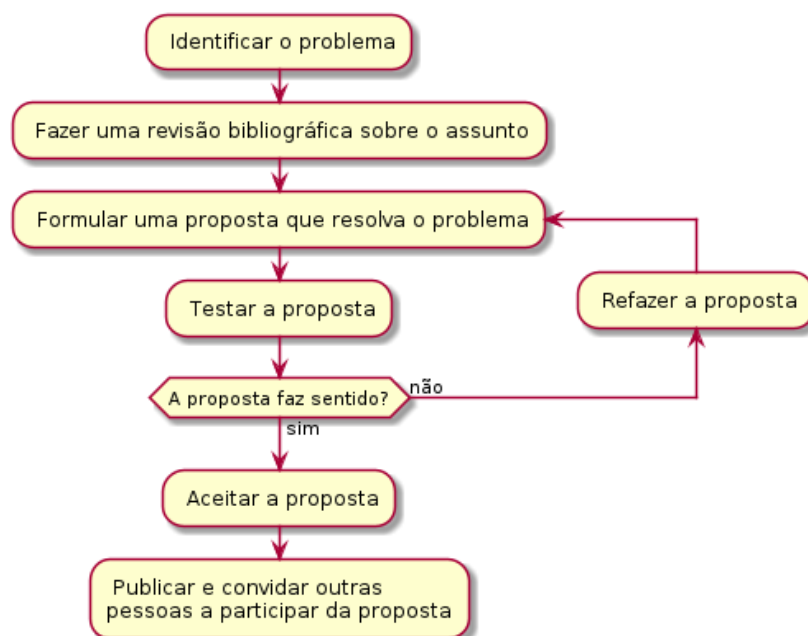 Identificar o problema
Fazer uma revisão bibliográfica sobre o assunto
Formular uma proposta que resolva o problema
Testar a proposta
Refazer a proposta
A proposta faz sentido?
não
sim
Aceitar a proposta
Publicar e convidar outras
pessoas a participar da proposta